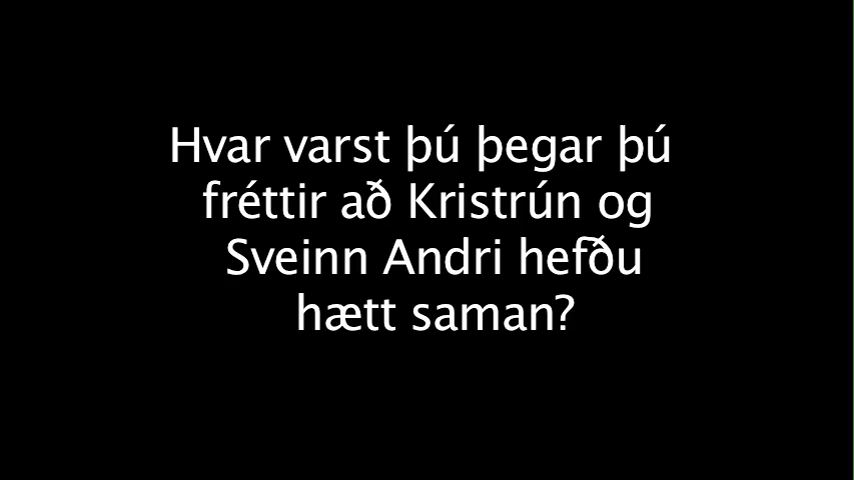 Hvar varst þú þegar þú
fréttir að Kristrún og
Sveinn Andri hefðu
hætt saman?